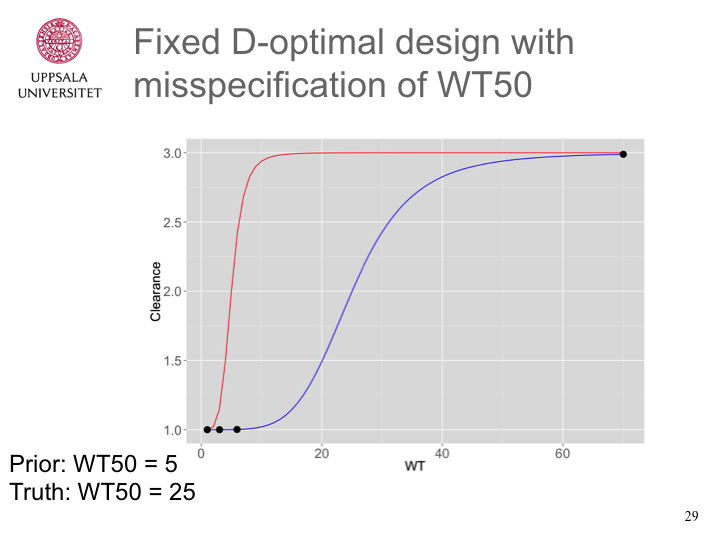 Fixed D-optimal design with
misspecification of WT50
UPPSALA
UNIVERSITET
3.0
2.5
2.0
1.5
1.0
Clearance
0 20 40 60
WT
Prior: WT50 = 5
Truth: WT50 = 25
29